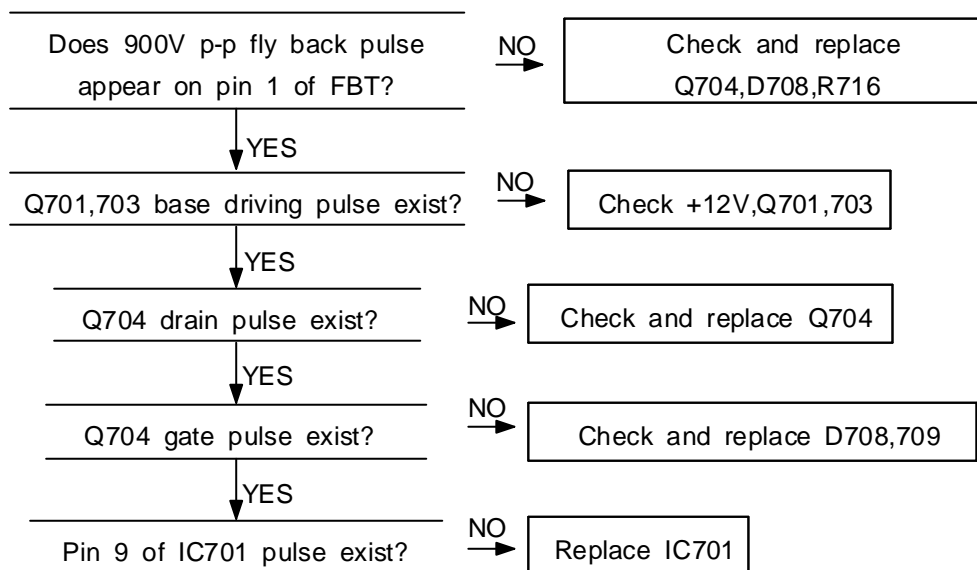 Does 900V p-p fly back pulse
appear on pin 1 of FBT?
NO
Check and replace
Q704,D708,R716
YES
Q701,703 base driving pulse exist?
NO
Check +12V,Q701,703
YES
Q704 drain pulse exist?
NO
Check and replace Q704
YES
Q704 gate pulse exist?
NO
Check and replace D708,709
YES
Pin 9 of IC701 pulse exist?
NO
Replace IC701